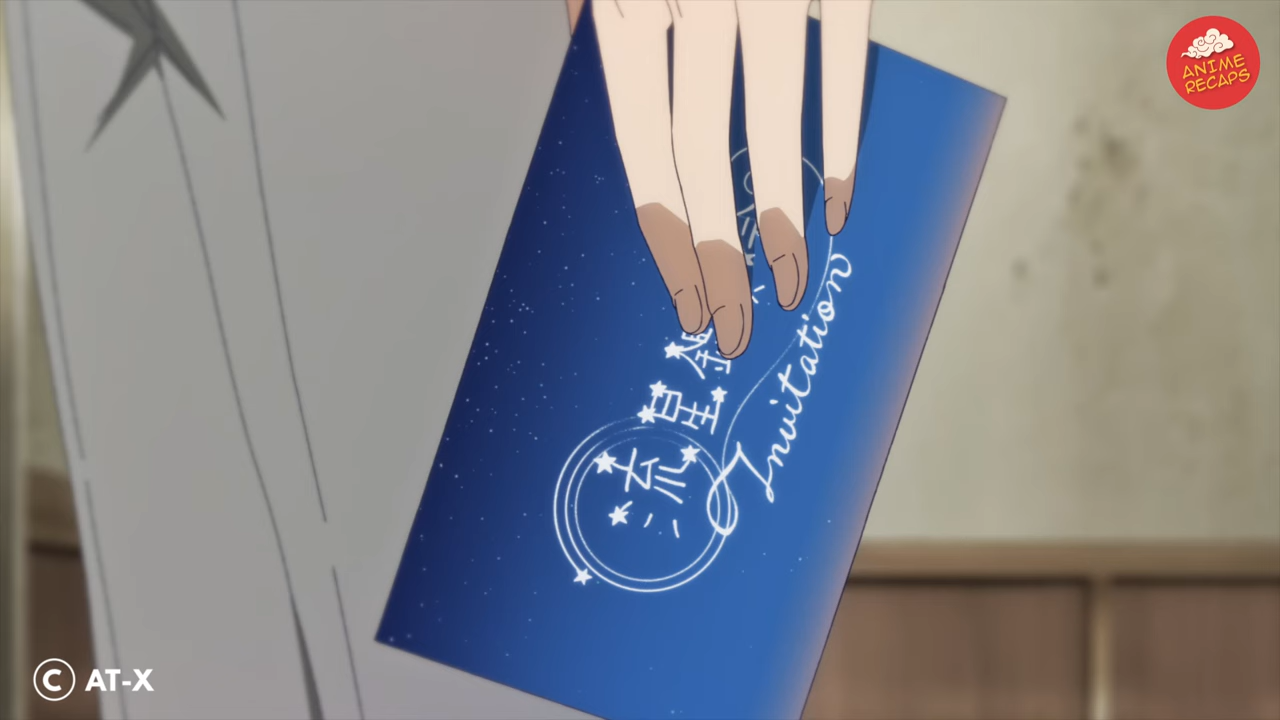 ANIME
RECAPS
流星
Invitation
© AT-X